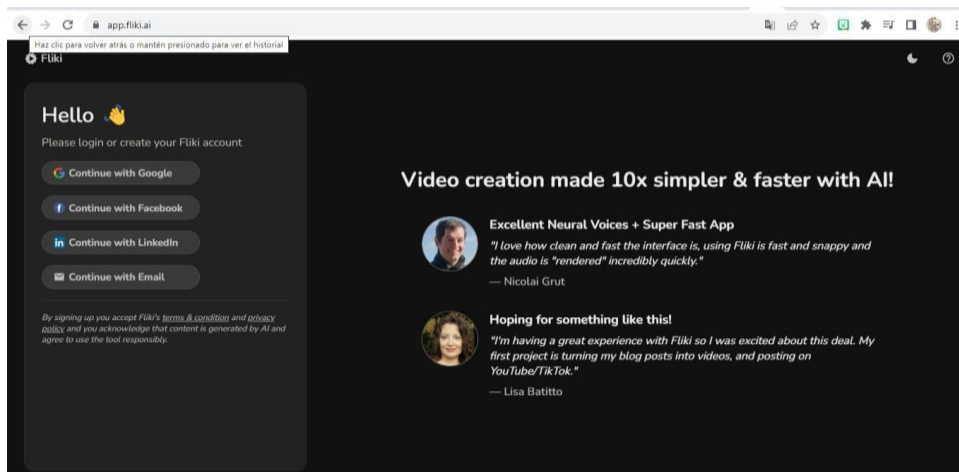 app.fliki.ai
Haz clic para volver atrás o mantén presionado para ver el historial
Fliki
Hello
Please login or create your Fliki account
Continue with Google
Continue with Facebook
Continue with LinkedIn
Continue with Email
By signing up you accept Fliki's terms & condition and privacy
policy and you acknowledge that content is generated by AI and
agree to use the tool responsibly.
Video creation made 10x simpler & faster with AI!
Excellent Neural Voices + Super Fast App
"I love how clean and fast the interface is, using Fliki is fast and snappy and
the audio is "rendered" incredibly quickly."
— Nicolai Grut
Hoping for something like this!
"I'm having a great experience with Fliki so I was excited about this deal. My
first project is turning my blog posts into videos, and posting on
YouTube/TikTok."
— Lisa Batitto